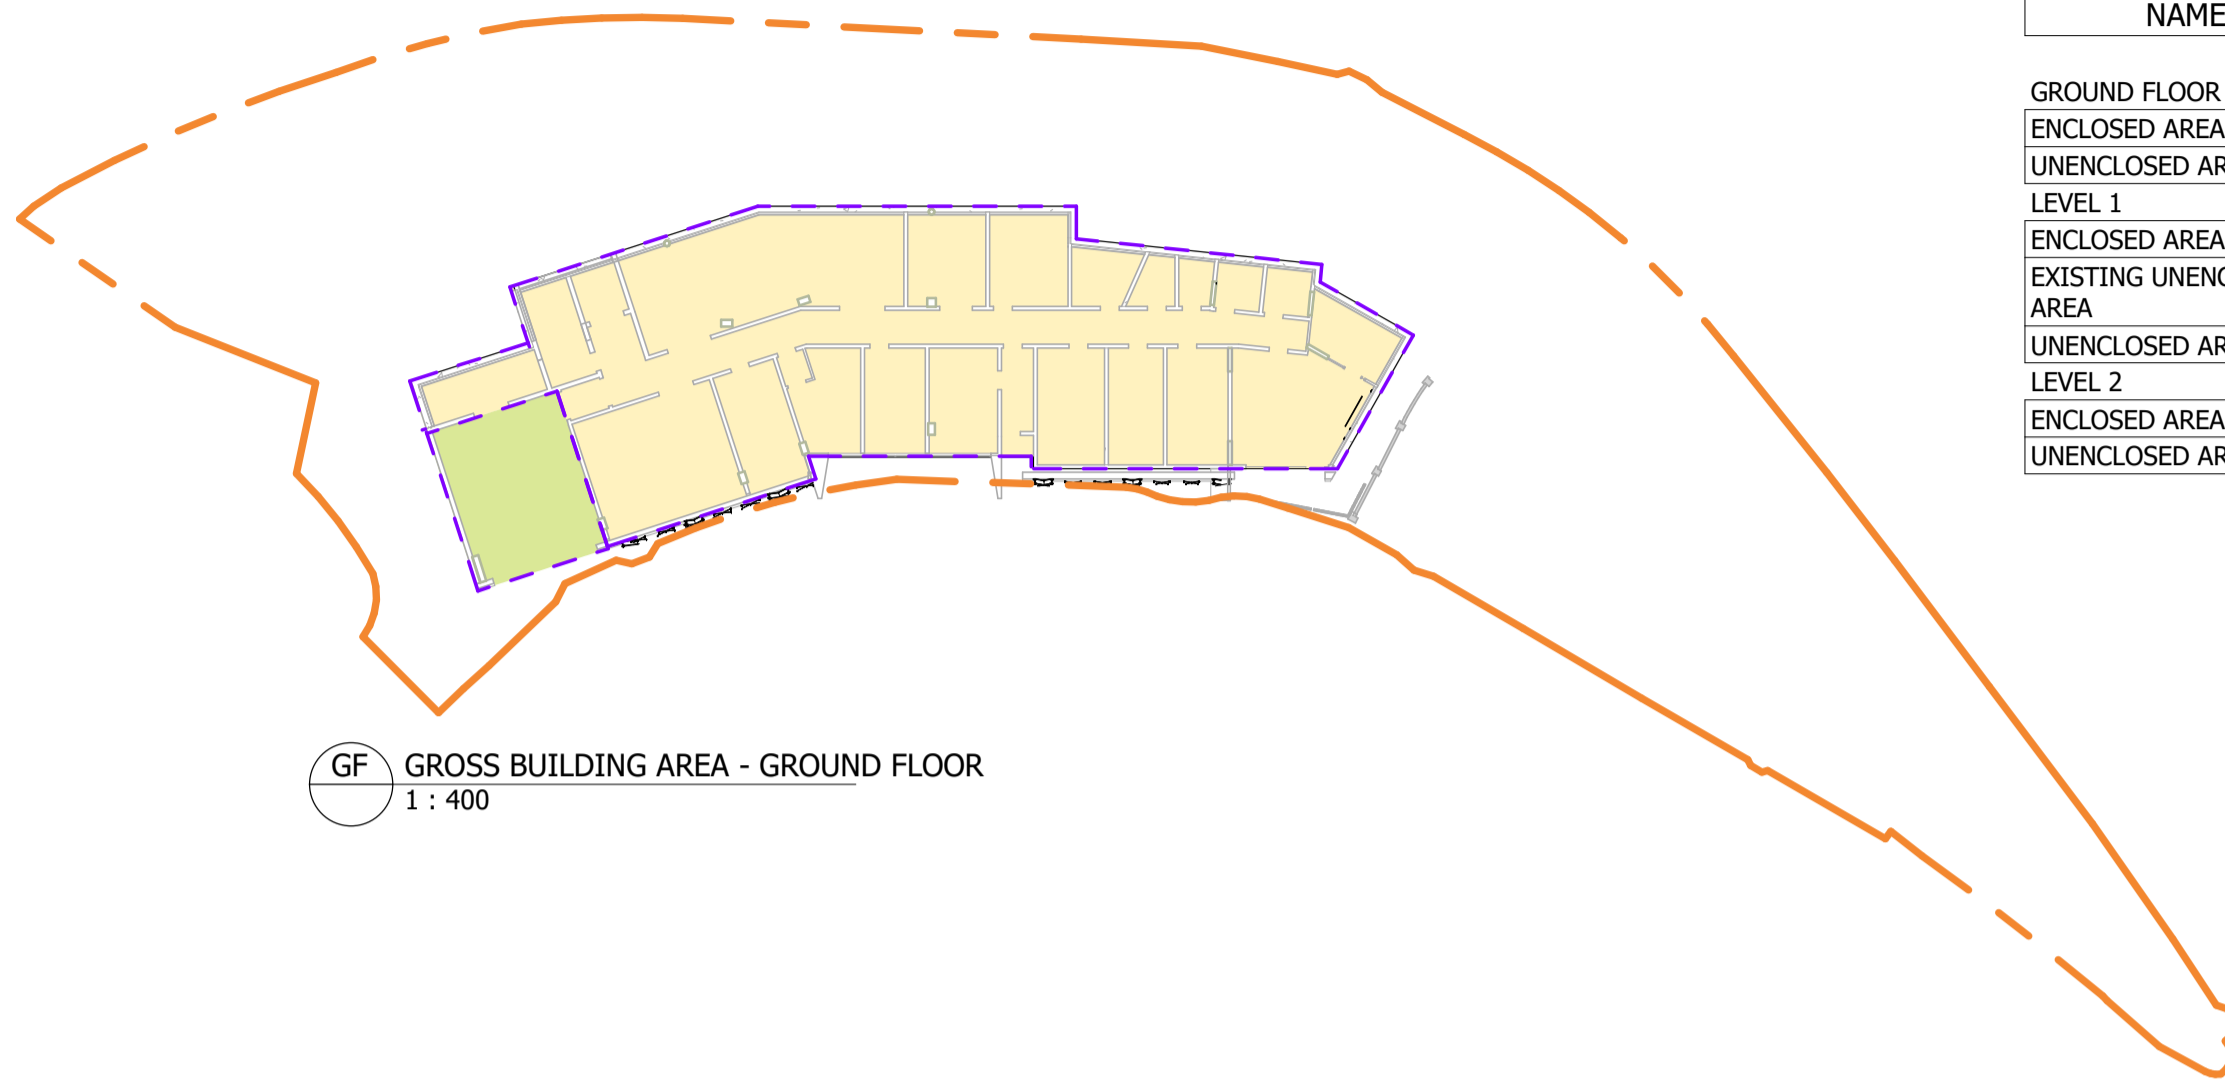 NAME
GROUND FLOOR
ENCLOSED AREA
UNENCLOSED AR
LEVEL 1
ENCLOSED AREA
EXISTING UNENC
AREA
UNENCLOSED AR
LEVEL 2
ENCLOSED AREA
UNENCLOSED AR
GF GROSS BUILDING AREA - GROUND FLOOR
1 : 400